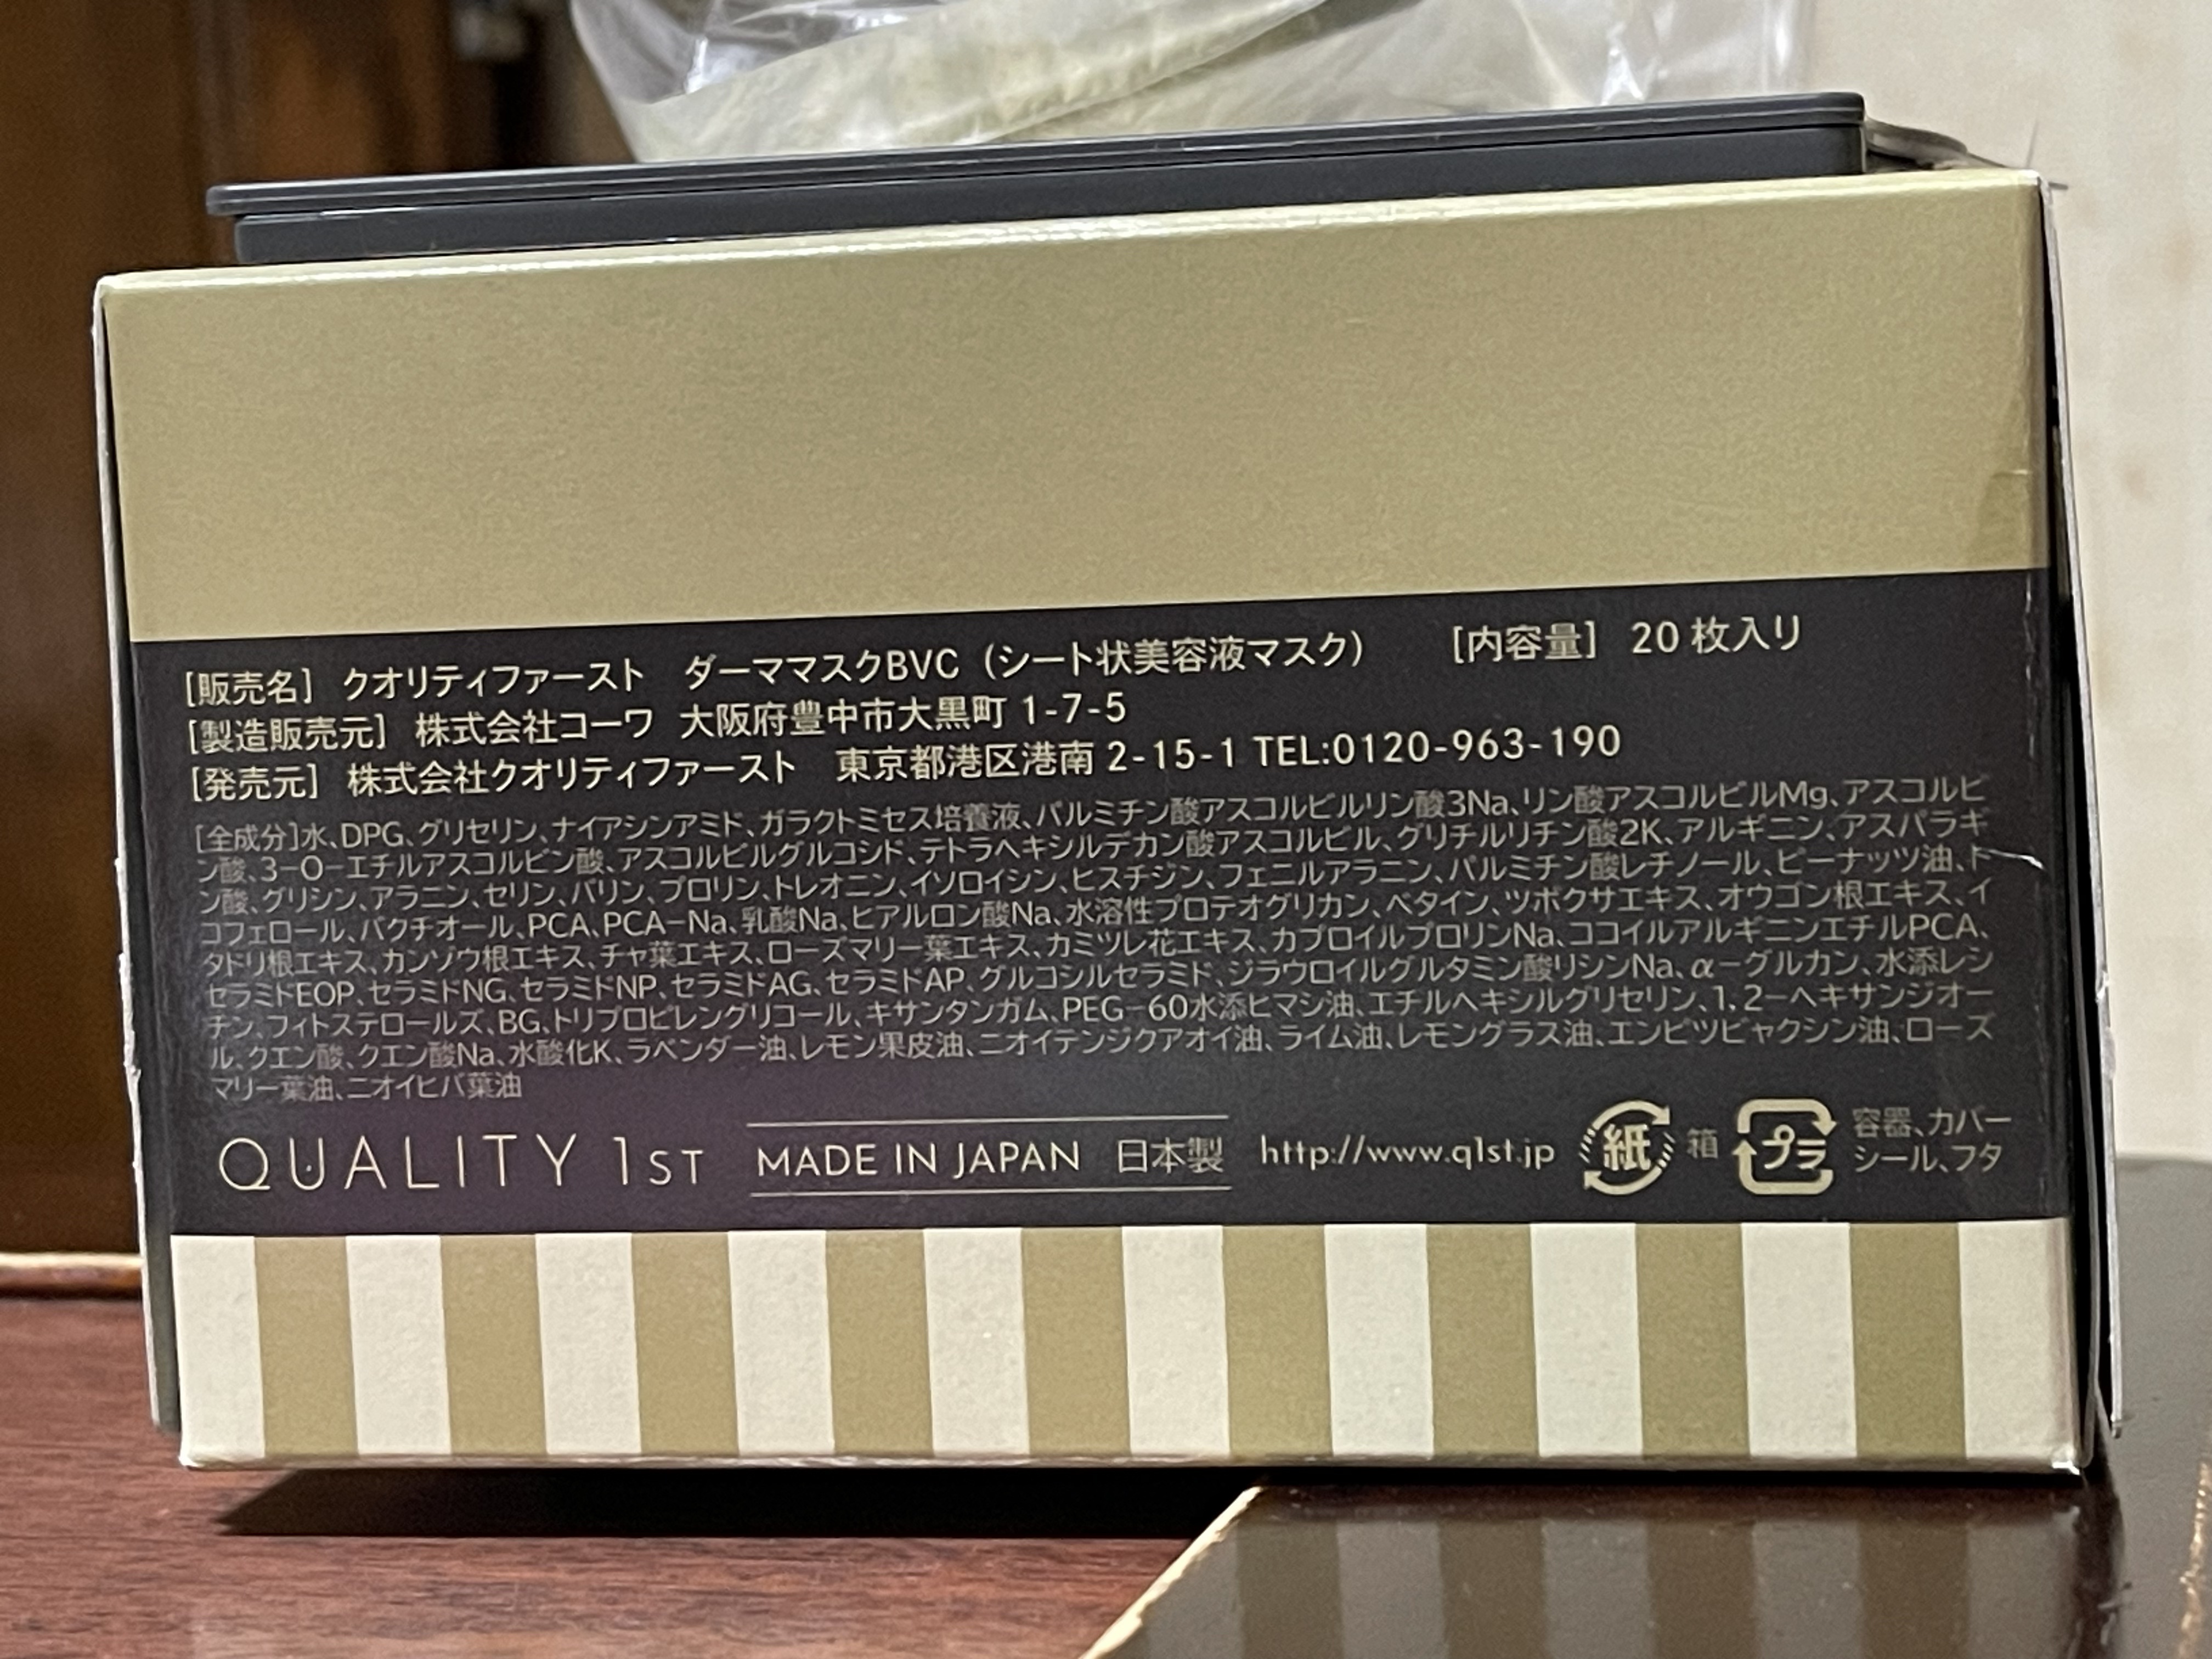 [販売名] クオリティファースト ダーママスクBVC (シート状美容液マスク) [内容量] 20枚入り
[製造販売元] 株式会社コーワ 大阪府豊中市大黒町 1-7-5
[発売元] 株式会社クオリティファースト 東京都港区港南 2-15-1 TEL:0120-963-190
[全成分]水、DPG、グリセリン、ナイアシンアミド、ガラクトミセス培養液、パルミチン酸アスコルビルリン酸3Na、リン酸アスコルビルMg、アスコルビ
ン酸、3-O-エチルアスコルビン酸、アスコルビルグルコシド、テトラヘキシルデカン酸アスコルビル、グリチルリチン酸2K、アルギニン、アスパラギ
ン酸、グリシン、アラニン、セリン、バリン、プロリン、トレオニン、イソロイシン、ヒスチジン、フェニルアラニン、パルミチン酸レチノール、ピーナッツ油、ト
コフェロール、バクチオール、PCA、PCA-Na、乳酸Na、ヒアルロン酸Na、水溶性プロテオグリカン、ベタイン、ツボクサエキス、オウゴン根エキス、イ
タドリ根エキス、カンゾウ根エキス、チャ葉エキス、ローズマリー葉エキス、カミツレ花エキス、カプロイルプロリンNa、ココイルアルギニンエチルPCA、
セラミドEOP、セラミドNG、セラミドNP、セラミドAG、セラミドAP、グルコシルセラミド、ジラウロイルグルタミン酸リシンNa、α-グルカン、水添レシ
チン、フィトステロールズ、BG、トリプロピレングリコール、キサンタンガム、PEG-60水添ヒマシ油、エチルヘキシルグリセリン、1,2-ヘキサンジオー
ル、クエン酸、クエン酸Na、水酸化K、ラベンダー油、レモン果皮油、ニオイテンジクアオイ油、ライム油、レモングラス油、エンピツビャクシン油、ローズ
マリー葉油、ニオイヒバ葉油
QUALITY 1ST MADE IN JAPAN 日本製 http://www.q1st.jp 紙 箱 プラ 容器、カバー
シール、フタ